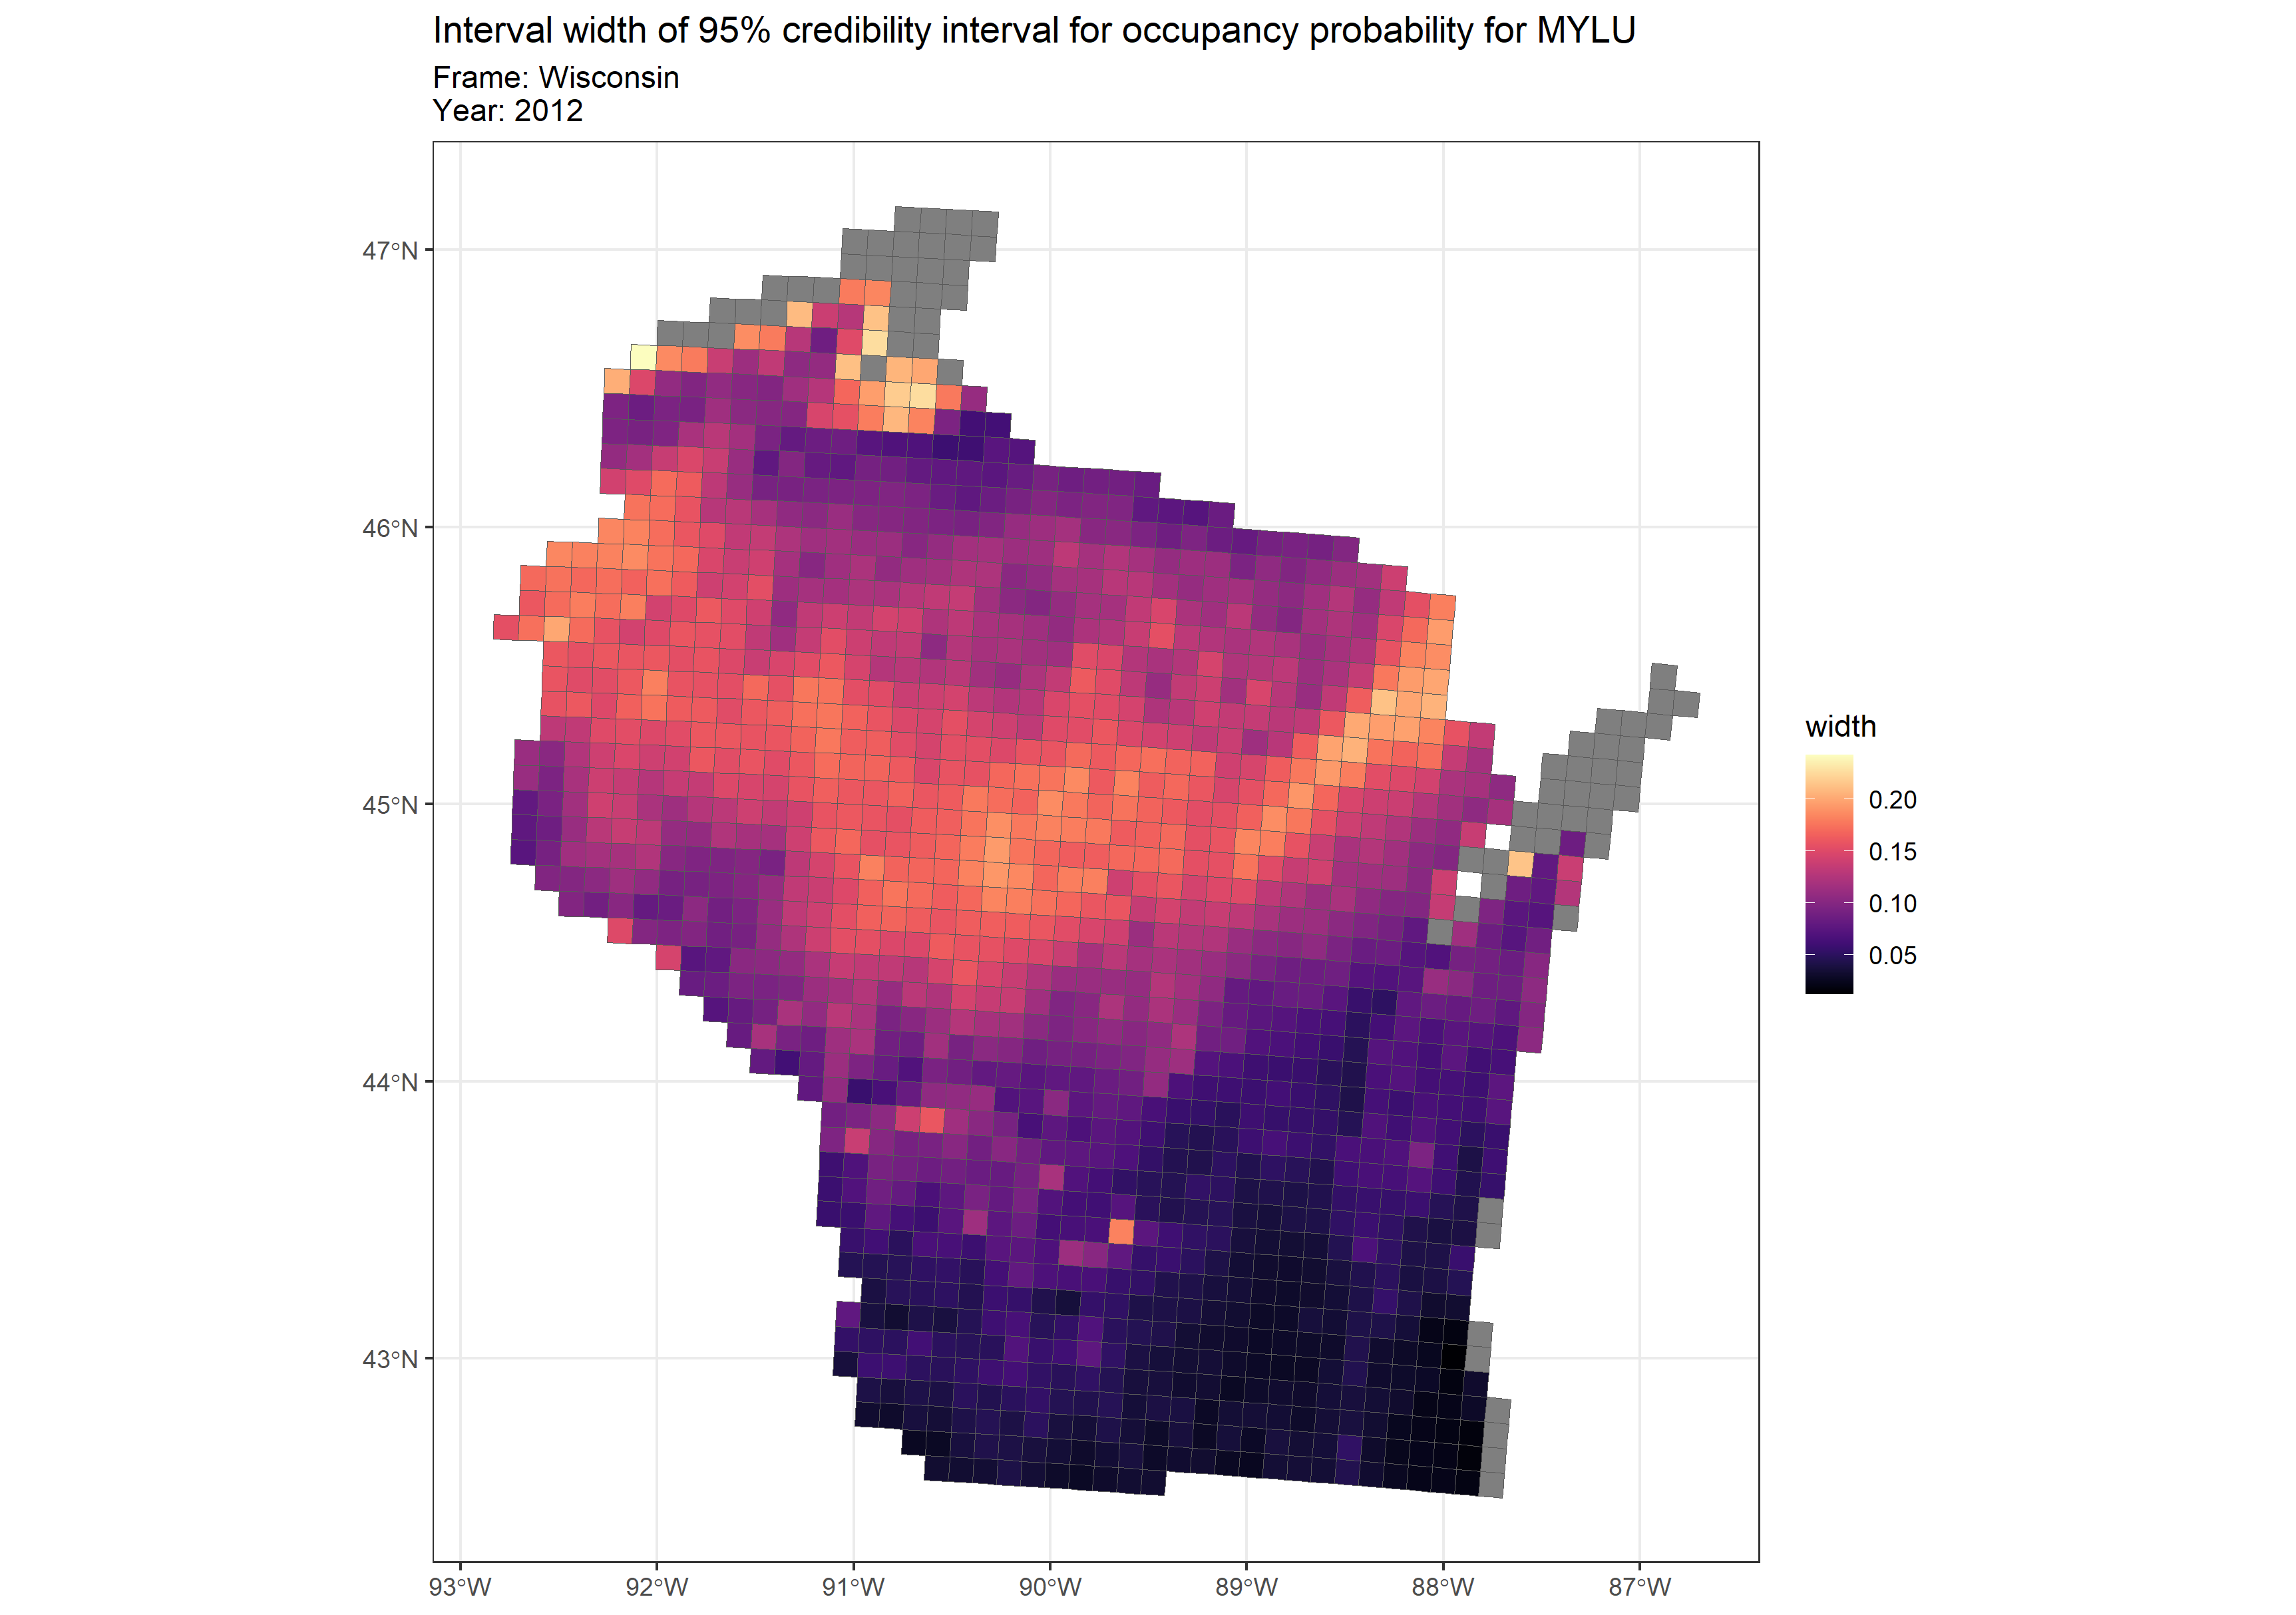 Interval width of 95% credibility interval for occupancy probability for MYLU
Frame: Wisconsin
Year: 2012
47°N
46°N
45°N
44°N
43°N
93°W
92°W
91°W
90°W
89°W
88°W
87°W
width
0.20
0.15
0.10
0.05